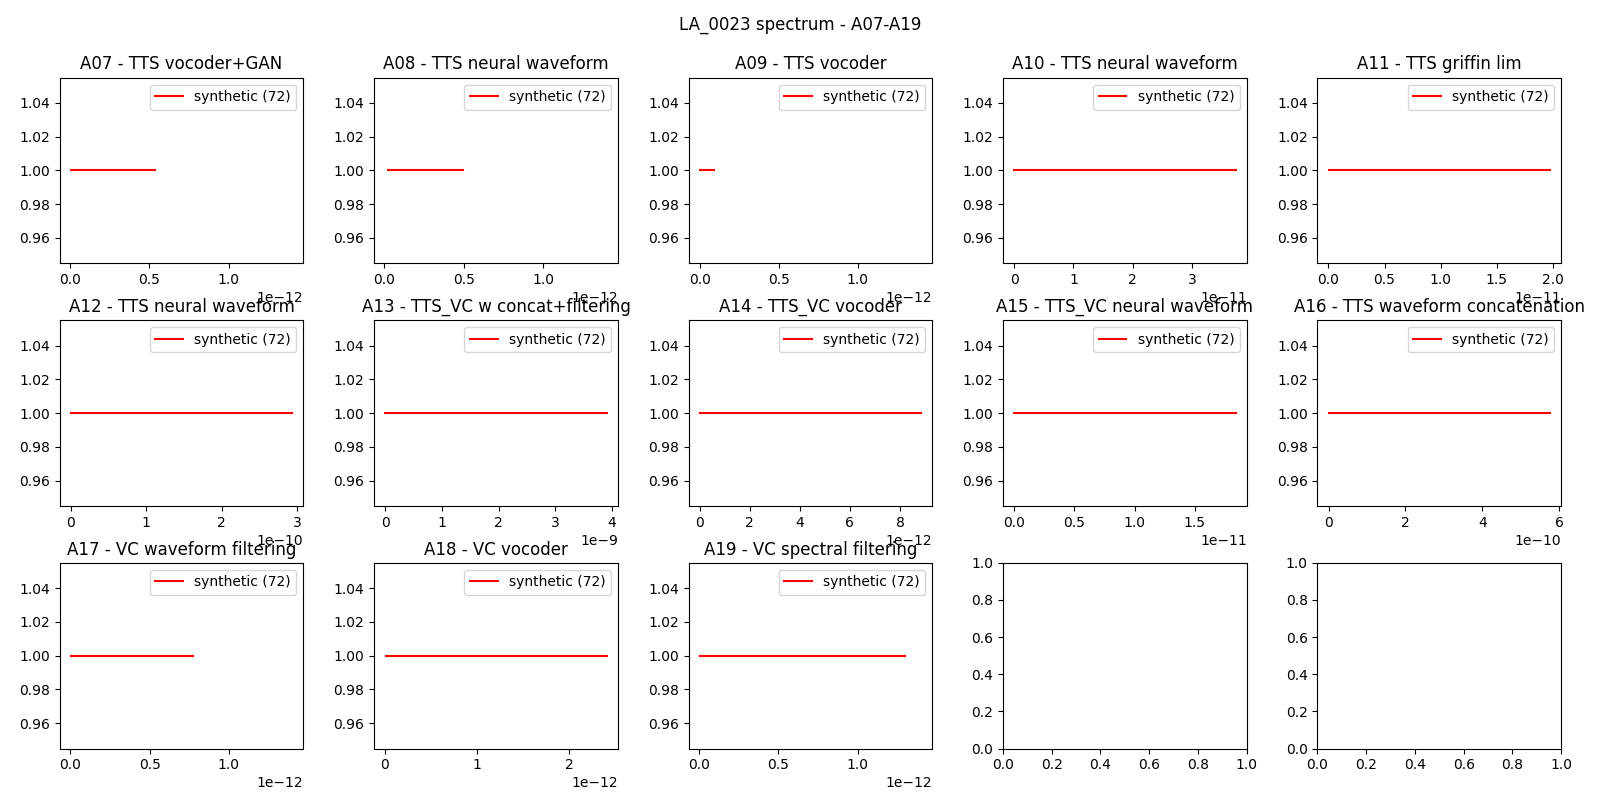 LA_0023 spectrum - A07-A19
A07 - TTS vocoder+GAN
synthetic (72)
1.04
1.02
1.00
0.98
0.96
0.0 0.5 1.0
1e−12
A08 - TTS neural waveform
synthetic (72)
1.04
1.02
1.00
0.98
0.96
0.0 0.5 1.0
1e−12
A09 - TTS vocoder
synthetic (72)
1.04
1.02
1.00
0.98
0.96
0.0 0.5 1.0
1e−12
A10 - TTS neural waveform
synthetic (72)
1.04
1.02
1.00
0.98
0.96
0 1 2 3
1e−11
A11 - TTS griffin lim
synthetic (72)
1.04
1.02
1.00
0.98
0.96
0.0 0.5 1.0 1.5 2.0
1e−11
A12 - TTS neural waveform
synthetic (72)
1.04
1.02
1.00
0.98
0.96
0 1 2 3
1e−10
A13 - TTS_VC w concat+filtering
synthetic (72)
1.04
1.02
1.00
0.98
0.96
0 1 2 3 4
1e−9
A14 - TTS_VC vocoder
synthetic (72)
1.04
1.02
1.00
0.98
0.96
0 2 4 6 8
1e−12
A15 - TTS_VC neural waveform
synthetic (72)
1.04
1.02
1.00
0.98
0.96
0.0 0.5 1.0 1.5
1e−11
A16 - TTS waveform concatenation
synthetic (72)
1.04
1.02
1.00
0.98
0.96
0 2 4 6
1e−10
A17 - VC waveform filtering
synthetic (72)
1.04
1.02
1.00
0.98
0.96
0.0 0.5 1.0
1e−12
A18 - VC vocoder
synthetic (72)
1.04
1.02
1.00
0.98
0.96
0 1 2
1e−12
A19 - VC spectral filtering
synthetic (72)
1.04
1.02
1.00
0.98
0.96
0.0 0.5 1.0
1e−12
1.0
0.8
0.6
0.4
0.2
0.0
0.0 0.2 0.4 0.6 0.8 1.0
1.0
0.8
0.6
0.4
0.2
0.0
0.0 0.2 0.4 0.6 0.8 1.0